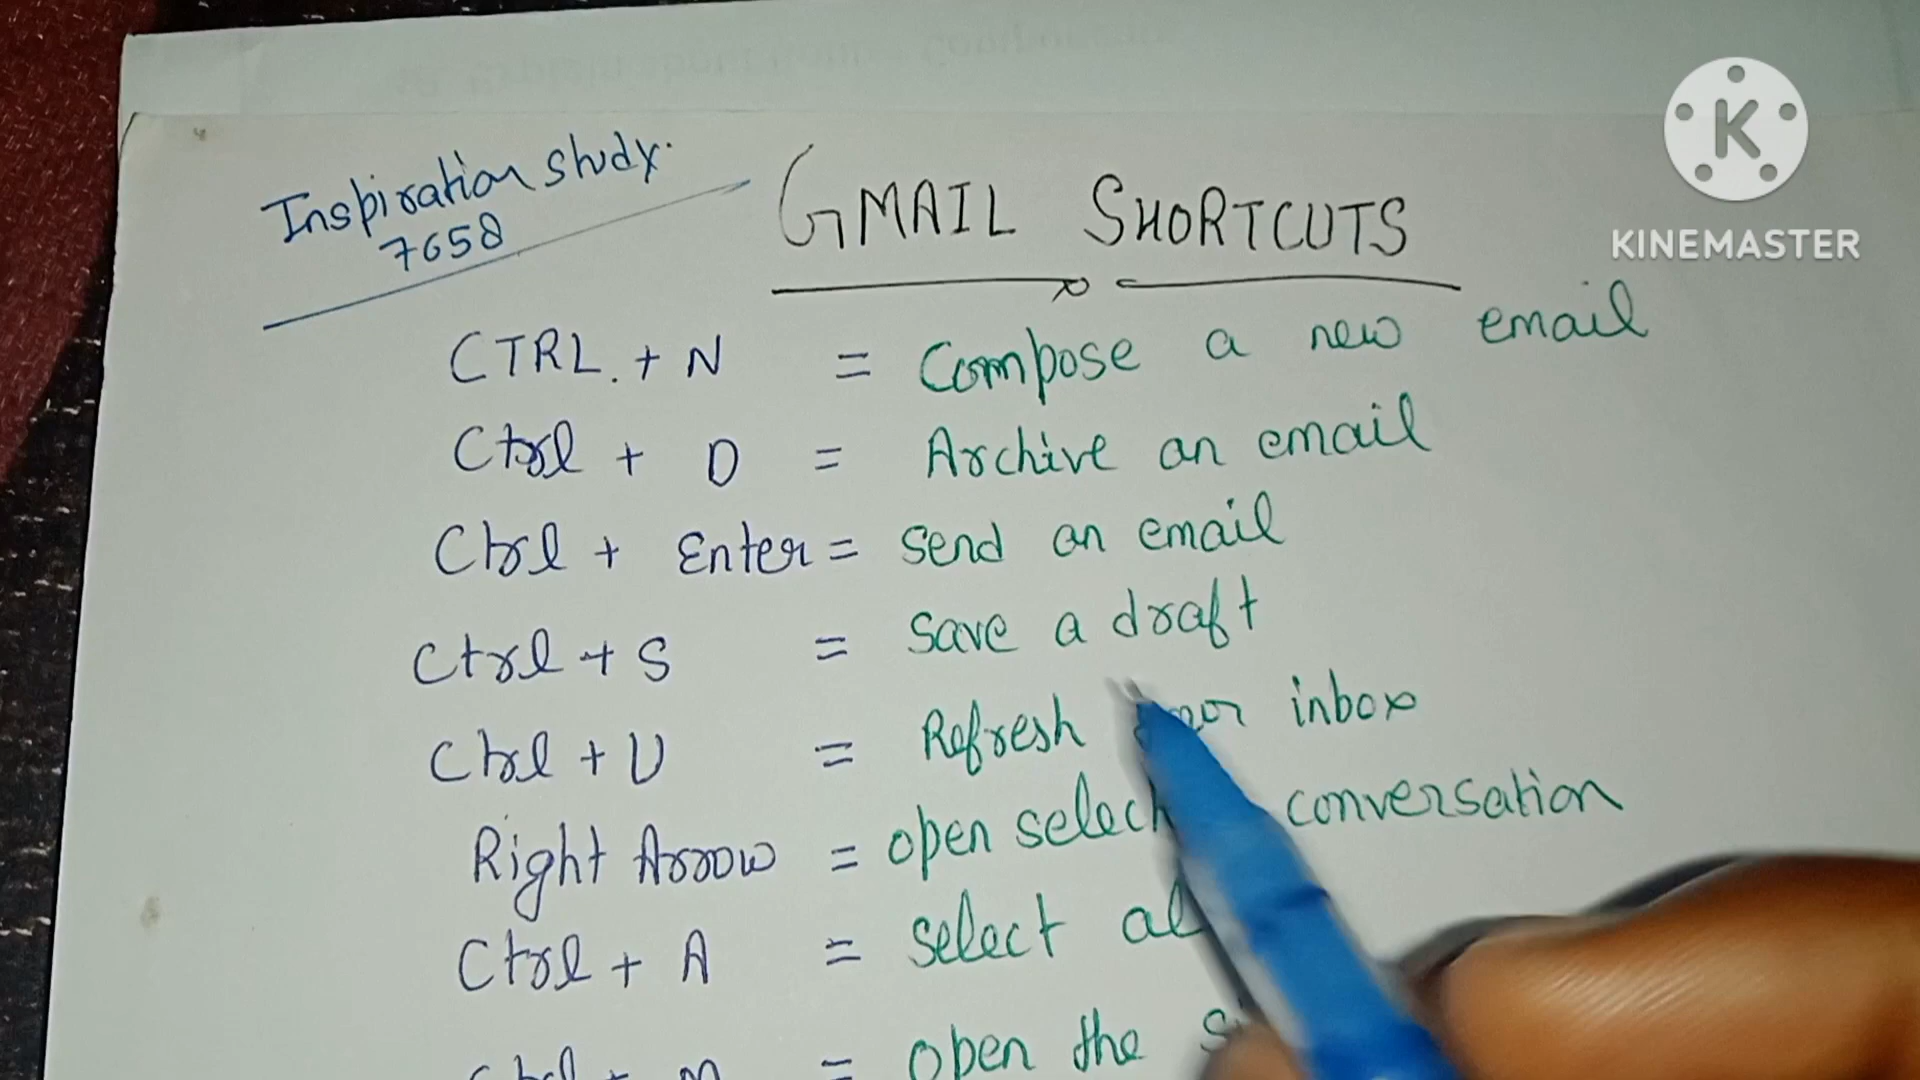 Inspiration study.
7658
GMAIL SHORTCUTS
K
KINEMASTER
CTRL. + N = Compose a new email
Ctrl + D = Archive an email
Ctrl + Enter = Send an email
Ctrl + S = Save a draft
Ctrl + U = Refresh inbox
Right Arrow = open conversation
Ctrl + A = select
Ctrl + = open the